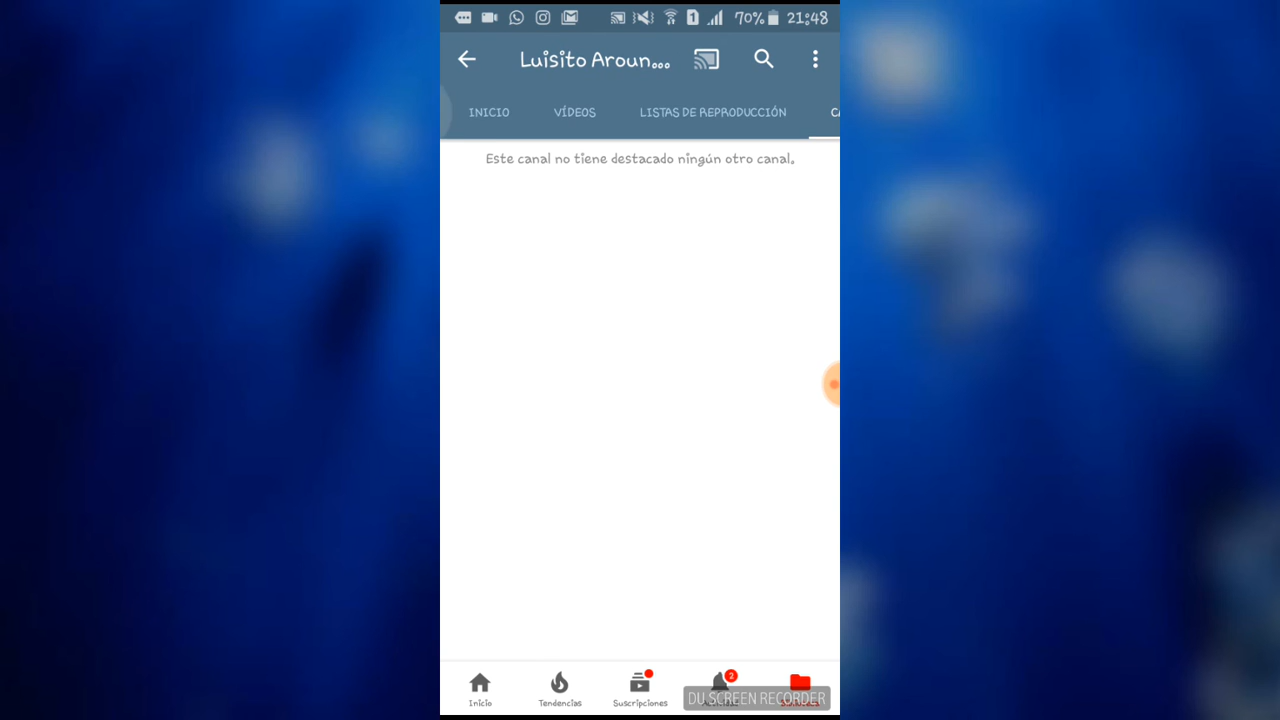 70% 21:48
Luisito Aroun...
INICIO VÍDEOS LISTAS DE REPRODUCCIÓN CA
Este canal no tiene destacado ningún otro canal.
2
Inicio Tendencias Suscripciones
DU SCREEN RECORDER